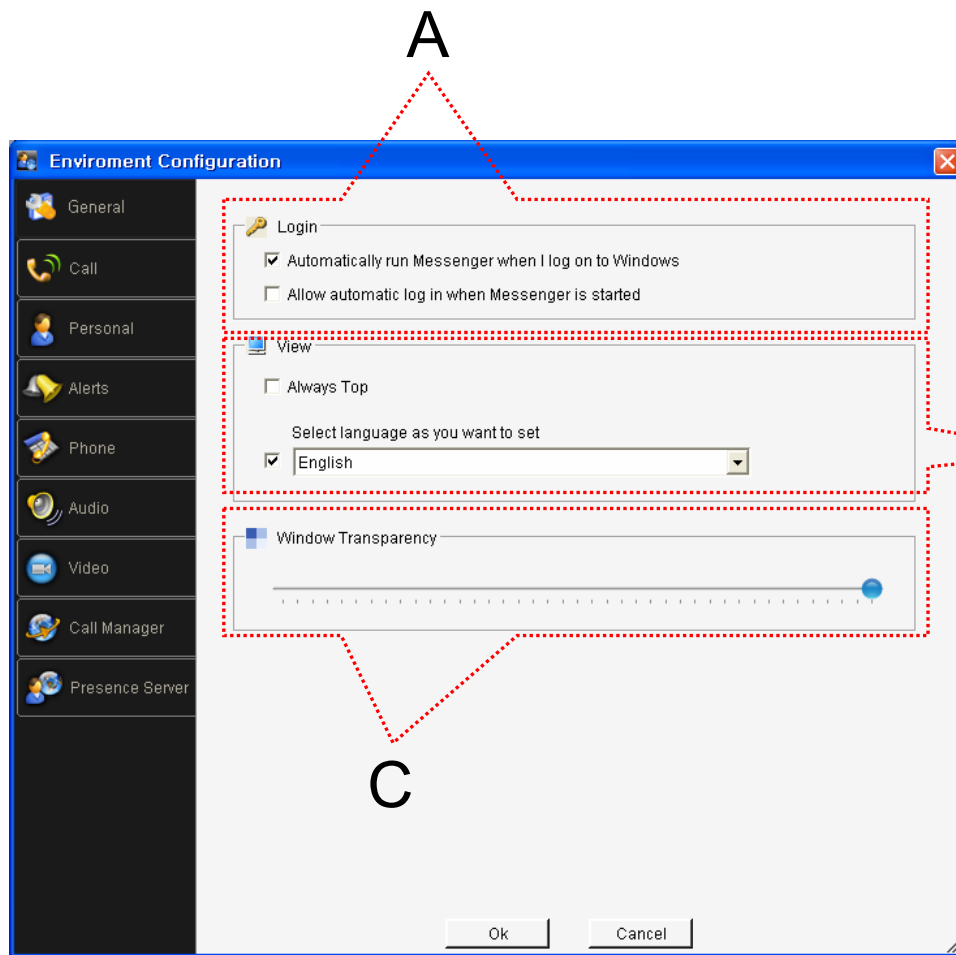 A
Enviroment Configuration
General
Call
Personal
Alerts
Phone
Audio
Video
Call Manager
Presence Server
Login
Automatically run Messenger when I log on to Windows
Allow automatic log in when Messenger is started
View
Always Top
Select language as you want to set
English
Window Transparency
C
Ok
Cancel